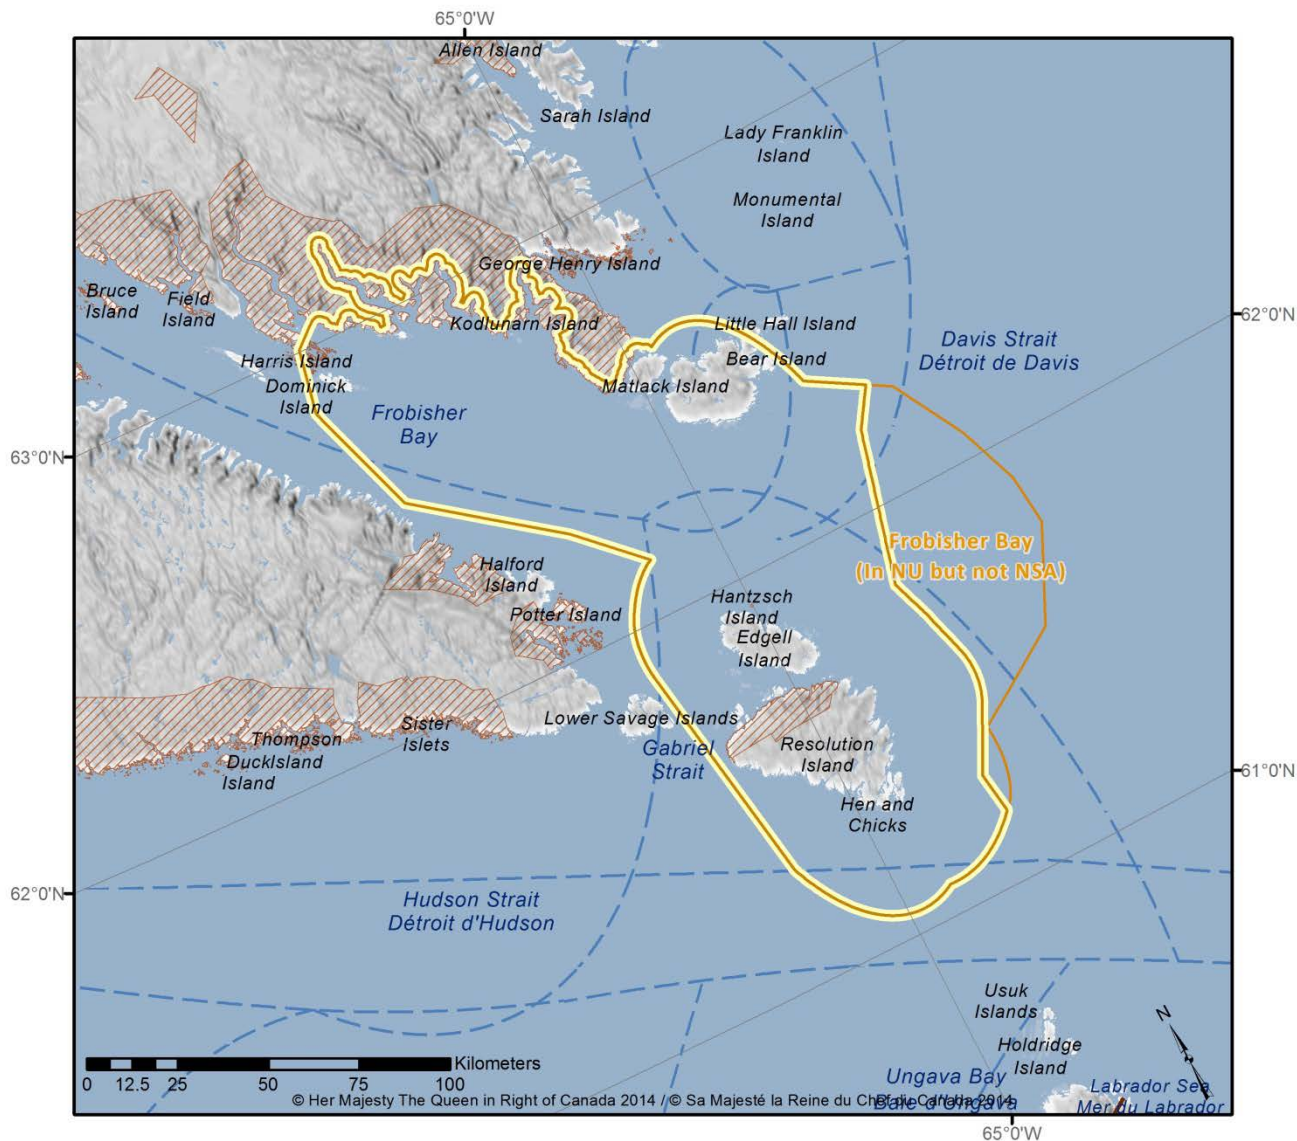 65°0'W
Allen Island
Sarah Island
Lady Franklin
Island
Monumental
Island
George Henry Island
Bruce
Island
Field
Island
Kodlunarn Island
Little Hall Island
62°0'N
Davis Strait
Détroit de Davis
Harris Island
Bear Island
Dominick
Island
Matlack Island
Frobisher
Bay
63°0'N
Frobisher Bay
(In NU but not NSA)
Halford
Island
Hantzsch
Island
Potter Island
Edgell
Island
Lower Savage Islands
Sister
Islets
Thompson
DuckIsland
Island
Gabriel
Strait
Resolution
Island
61°0'N
Hen and
Chicks
62°0'N
Hudson Strait
Détroit d'Hudson
Usuk
Islands
N
Holdridge
Island
Kilometers
0 12.5 25 50 75 100
Ungava Bay
Baie d'Ungava
Labrador Sea
Mer du Labrador
© Her Majesty The Queen in Right of Canada 2014 / © Sa Majesté la Reine du Chef du Canada 2014
65°0'W